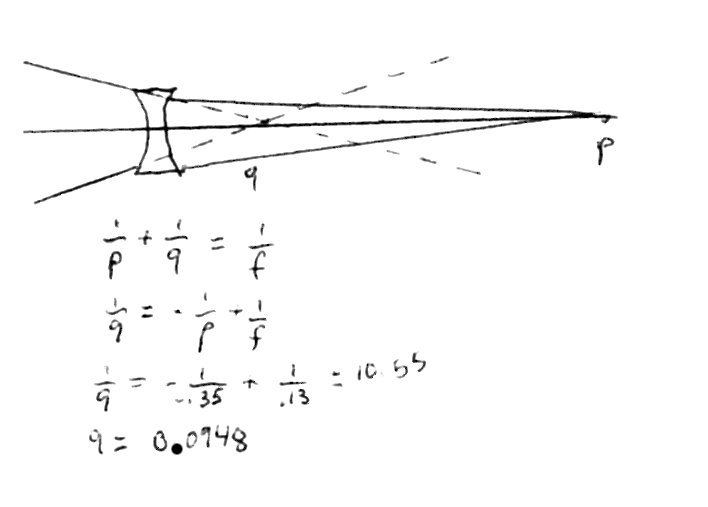 q
p
1/p + 1/q = 1/f
1/q = - 1/p + 1/f
1/q = - 1/-.35 + 1/.13 = 10.55
q = 0.0948